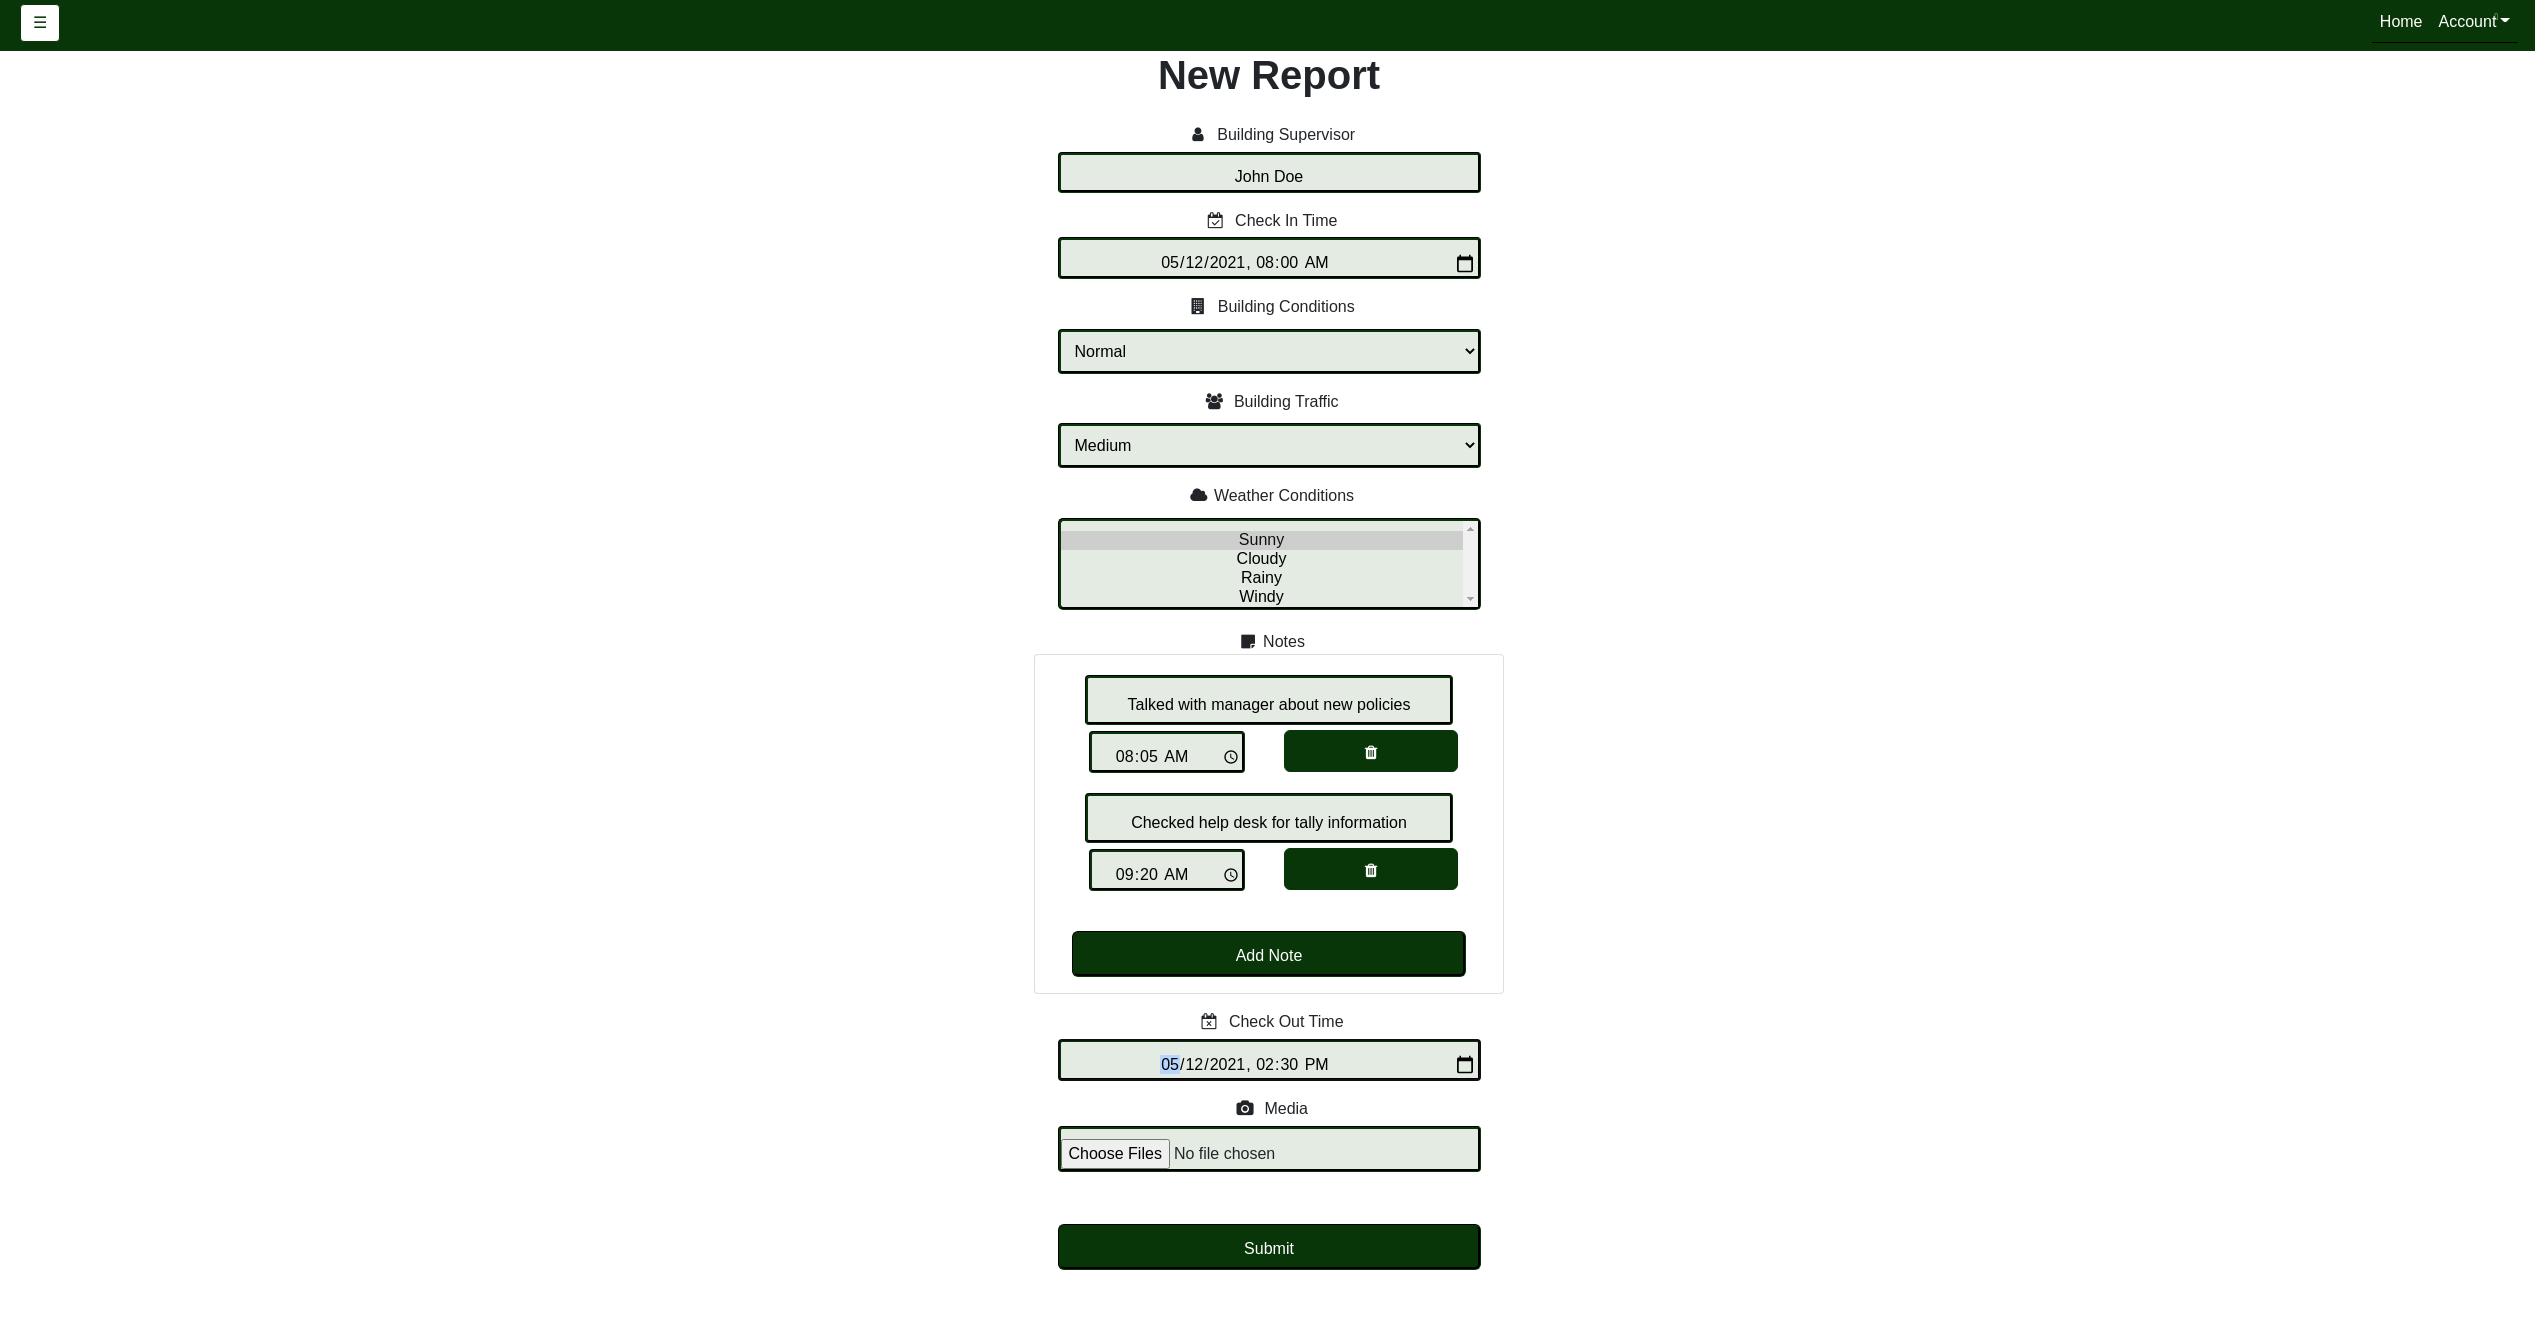 ☰ Home Account
New Report
Building Supervisor
John Doe
Check In Time
05/12/2021, 08:00 AM
Building Conditions
Normal
Building Traffic
Medium
Weather Conditions
Sunny
Cloudy
Rainy
Windy
Notes
Talked with manager about new policies
08:05 AM
Checked help desk for tally information
09:20 AM
Add Note
Check Out Time
05/12/2021, 02:30 PM
Media
Choose Files No file chosen
Submit